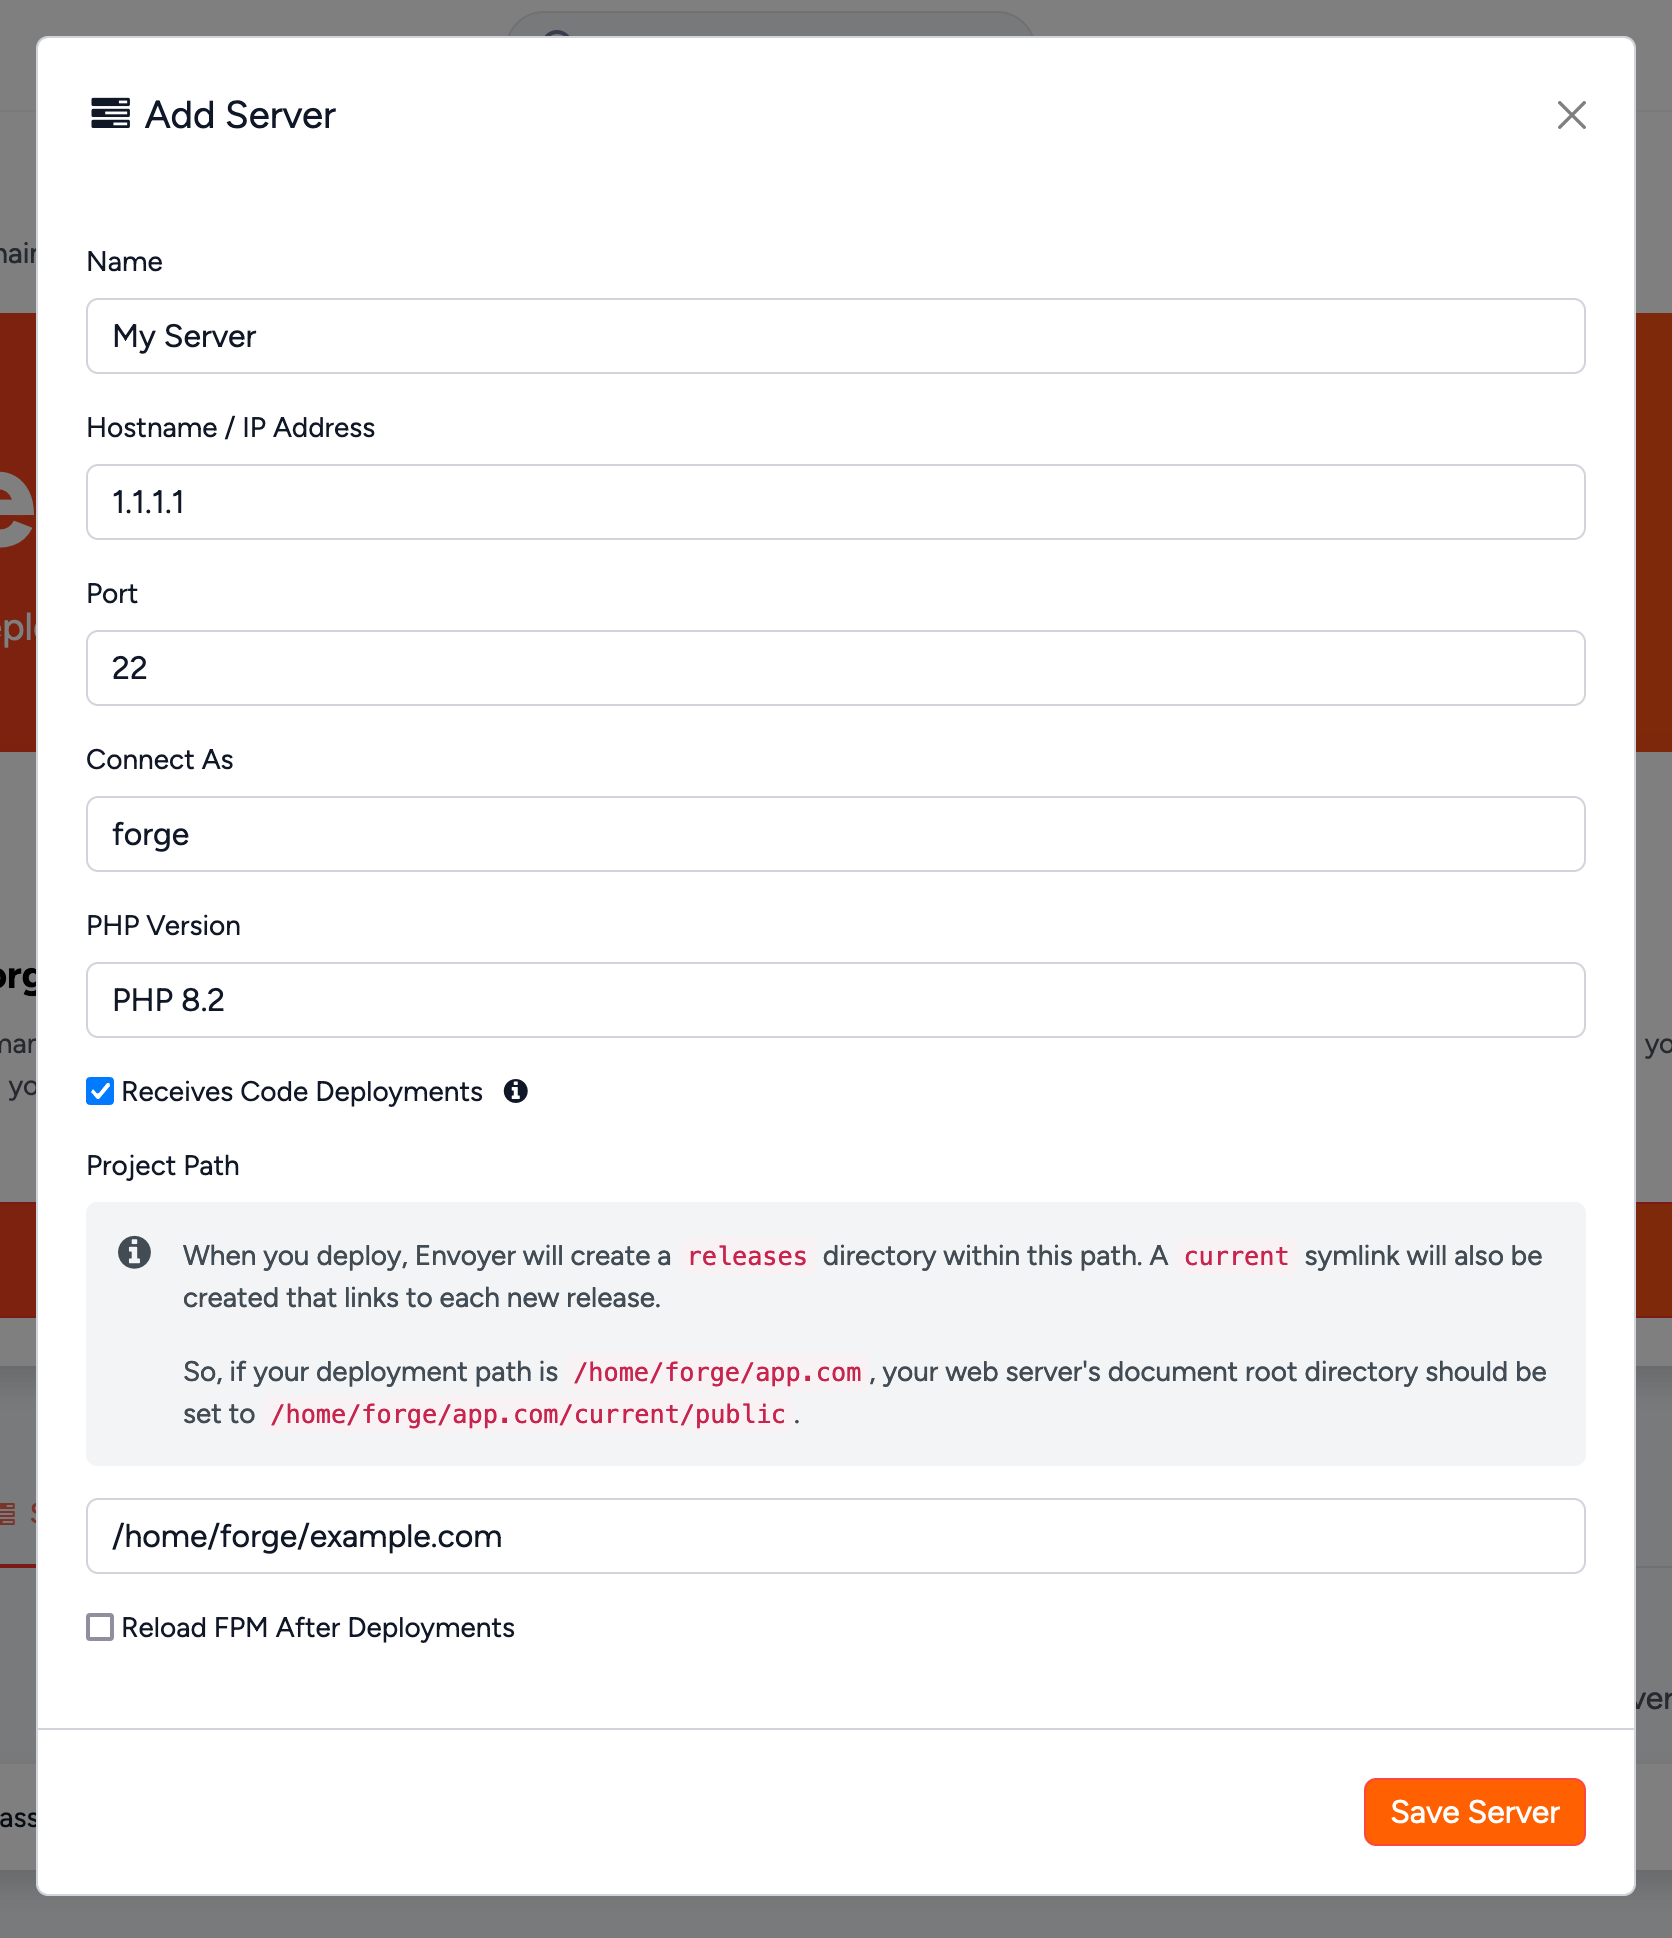 Add Server
Name
My Server
Hostname / IP Address
1.1.1.1
Port
22
Connect As
forge
PHP Version
PHP 8.2
Receives Code Deployments
Project Path
When you deploy, Envoyer will create a releases directory within this path. A current symlink will also be
created that links to each new release.
So, if your deployment path is /home/forge/app.com, your web server's document root directory should be
set to /home/forge/app.com/current/public.
/home/forge/example.com
Reload FPM After Deployments
Save Server